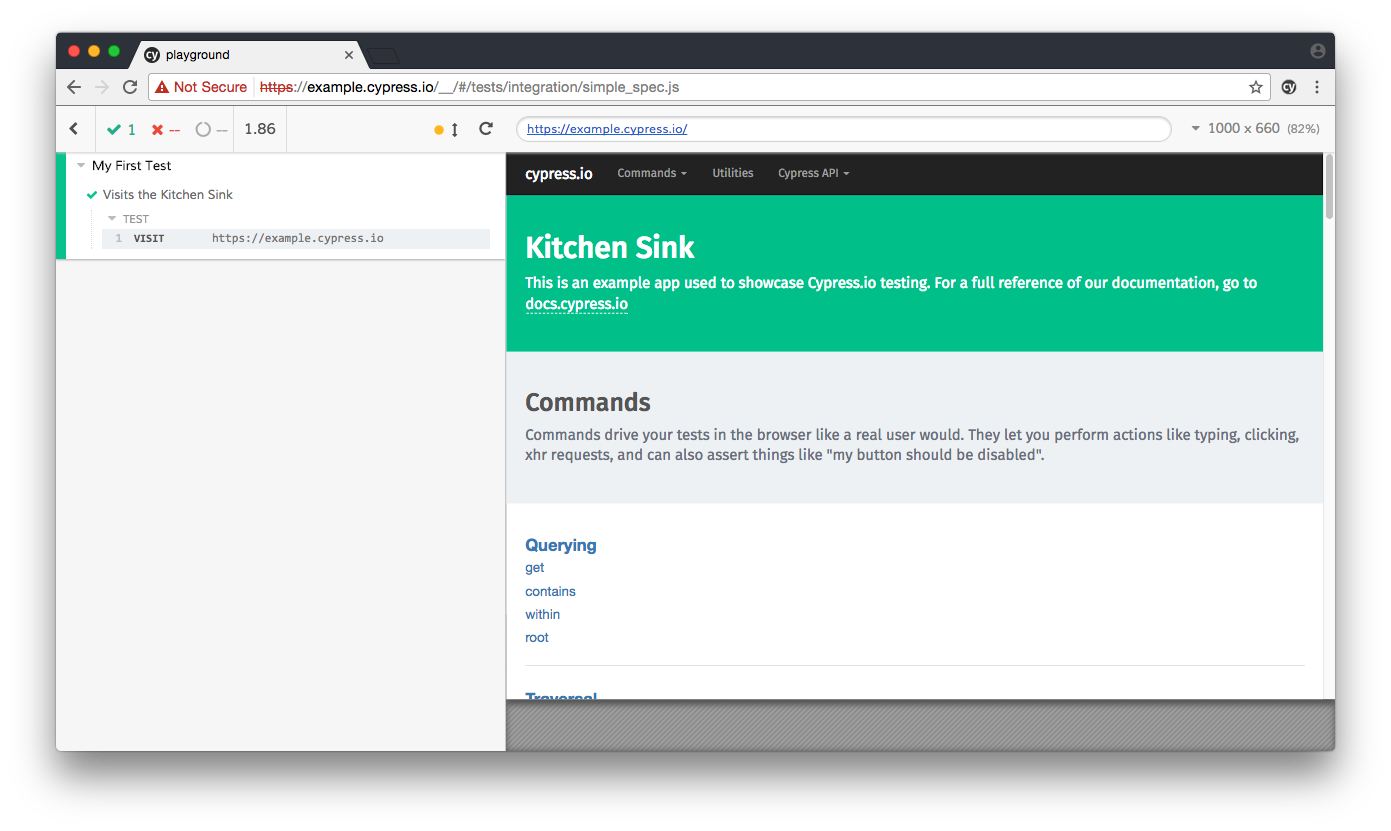 cy playground
Not Secure https://example.cypress.io/__/#/tests/integration/simple_spec.js cy
1 -- -- 1.86 https://example.cypress.io/ 1000 x 660 (82%)
My First Test
Visits the Kitchen Sink
TEST
1 VISIT https://example.cypress.io
cypress.io Commands Utilities Cypress API
Kitchen Sink
This is an example app used to showcase Cypress.io testing. For a full reference of our documentation, go to
docs.cypress.io
Commands
Commands drive your tests in the browser like a real user would. They let you perform actions like typing, clicking,
xhr requests, and can also assert things like "my button should be disabled".
Querying
get
contains
within
root
Traversal